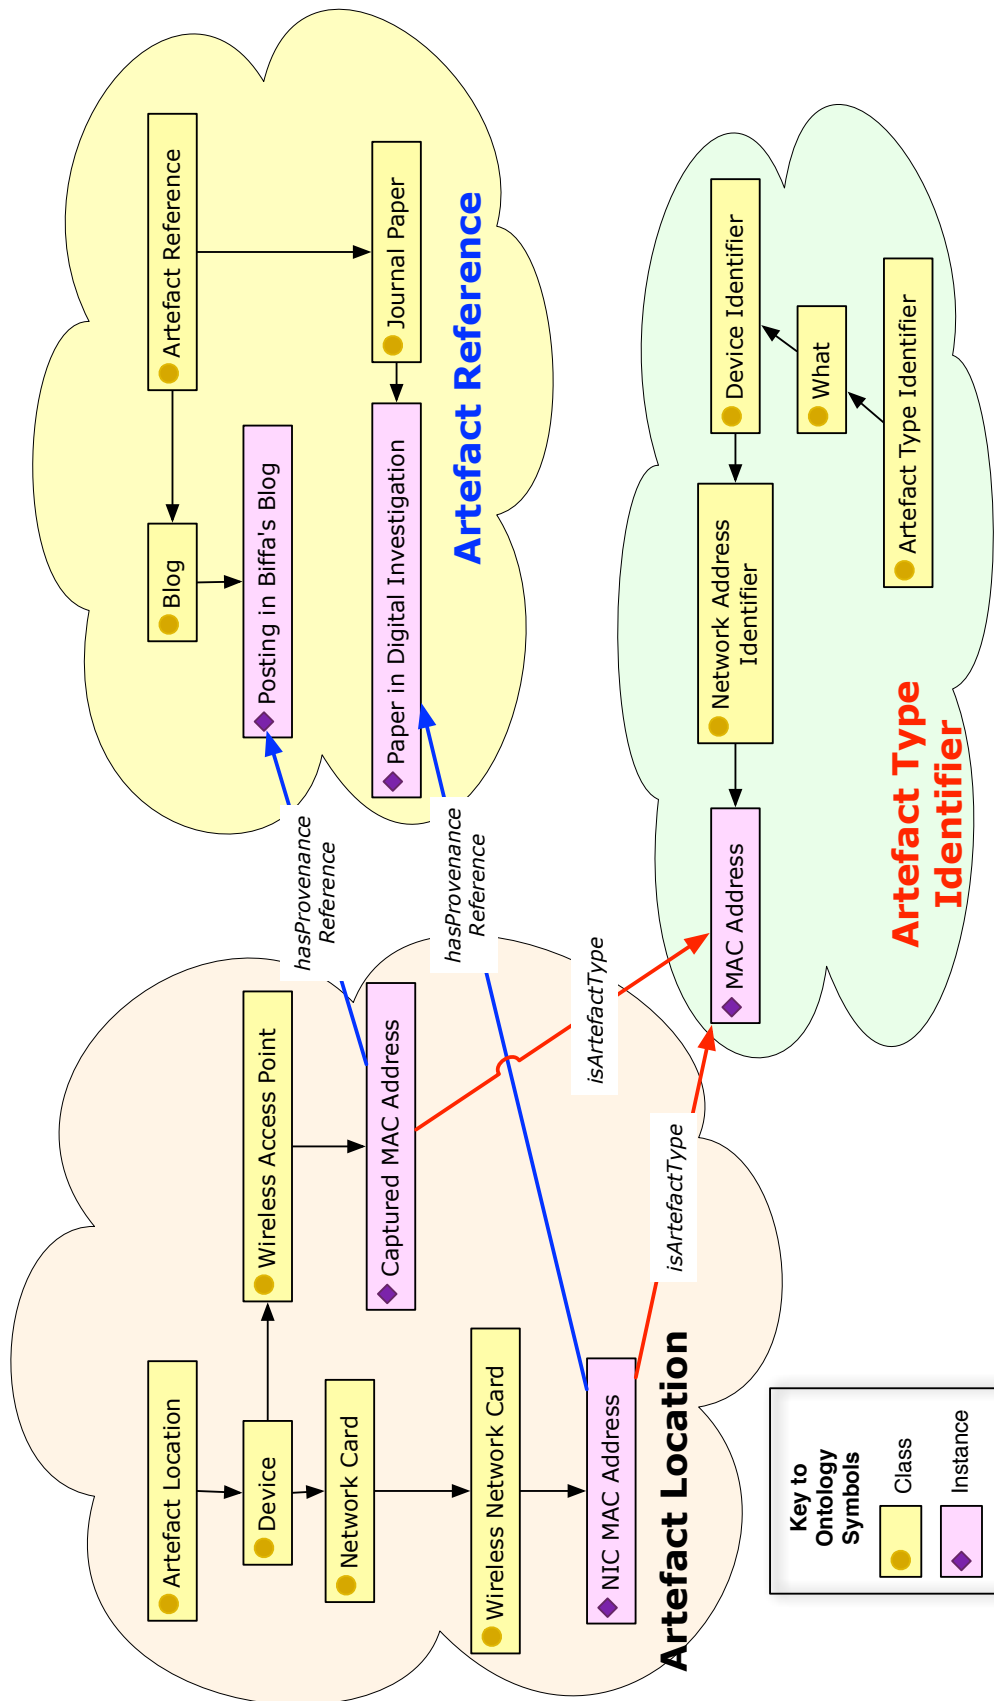 Artefact Location
Device
Network Card
Wireless Network Card
NIC MAC Address
Wireless Access Point
Captured MAC Address
Artefact Location
hasProvenance
Reference
hasProvenance
Reference
isArtefactType
isArtefactType
Artefact Reference
Blog
Posting in Biffa's Blog
Journal Paper
Paper in Digital Investigation
Artefact Reference
Device Identifier
What
Artefact Type Identifier
Network Address
Identifier
MAC Address
Artefact Type
Identifier
Key to
Ontology
Symbols
Class
Instance